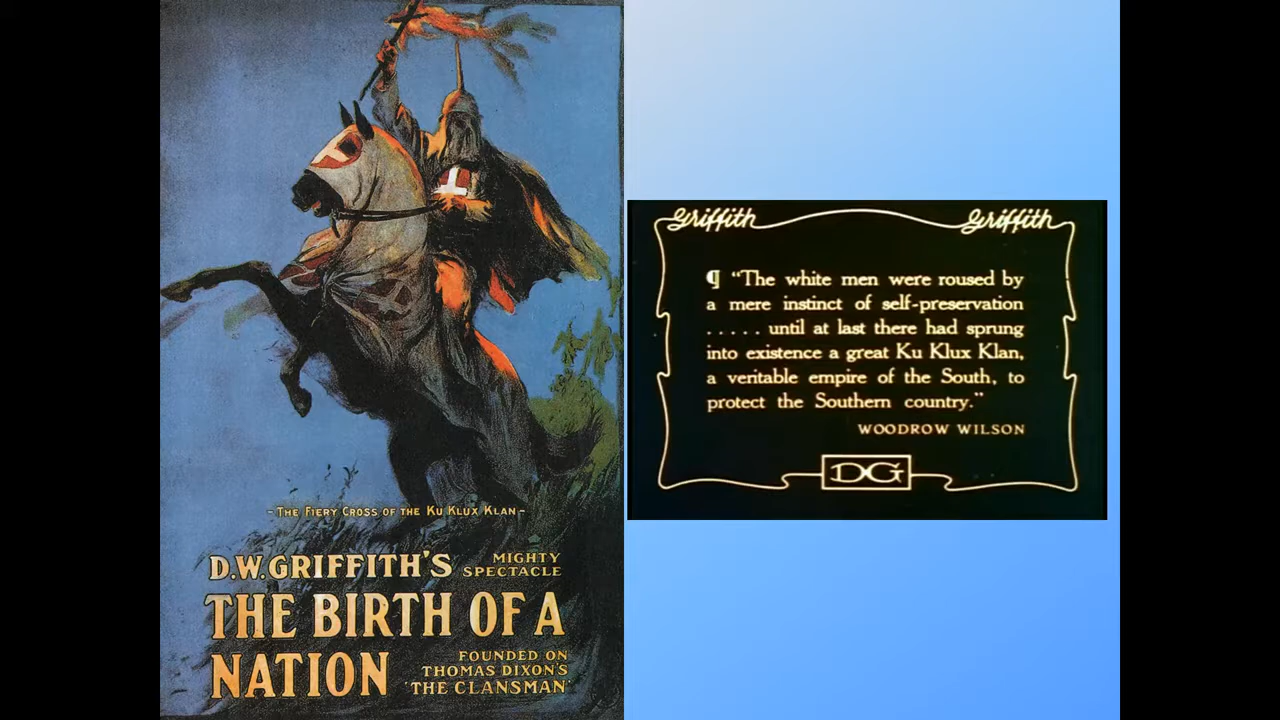 - THE FIERY CROSS OF THE KU KLUX KLAN -
D.W. GRIFFITH'S MIGHTY SPECTACLE
THE BIRTH OF A
NATION
FOUNDED ON
THOMAS DIXON'S
'THE CLANSMAN'
Griffith Griffith
¶ “The white men were roused by
a mere instinct of self-preservation
. . . . . until at last there had sprung
into existence a great Ku Klux Klan,
a veritable empire of the South, to
protect the Southern country.”
WOODROW WILSON
DG